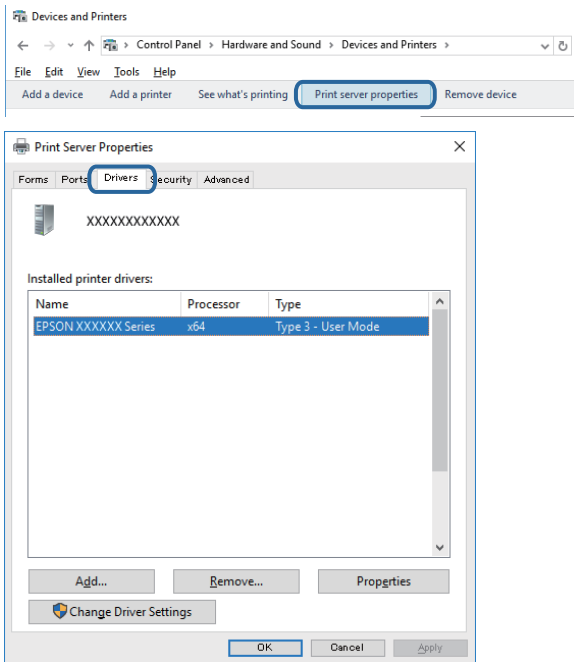 Devices and Printers
Control Panel > Hardware and Sound > Devices and Printers >
File Edit View Tools Help
Add a device Add a printer See what's printing Print server properties Remove device
Print Server Properties
Forms Ports Drivers Security Advanced
XXXXXXXXXXXX
Installed printer drivers:
Name Processor Type
EPSON XXXXXX Series x64 Type 3 - User Mode
Add... Remove... Properties
Change Driver Settings
OK Cancel Apply